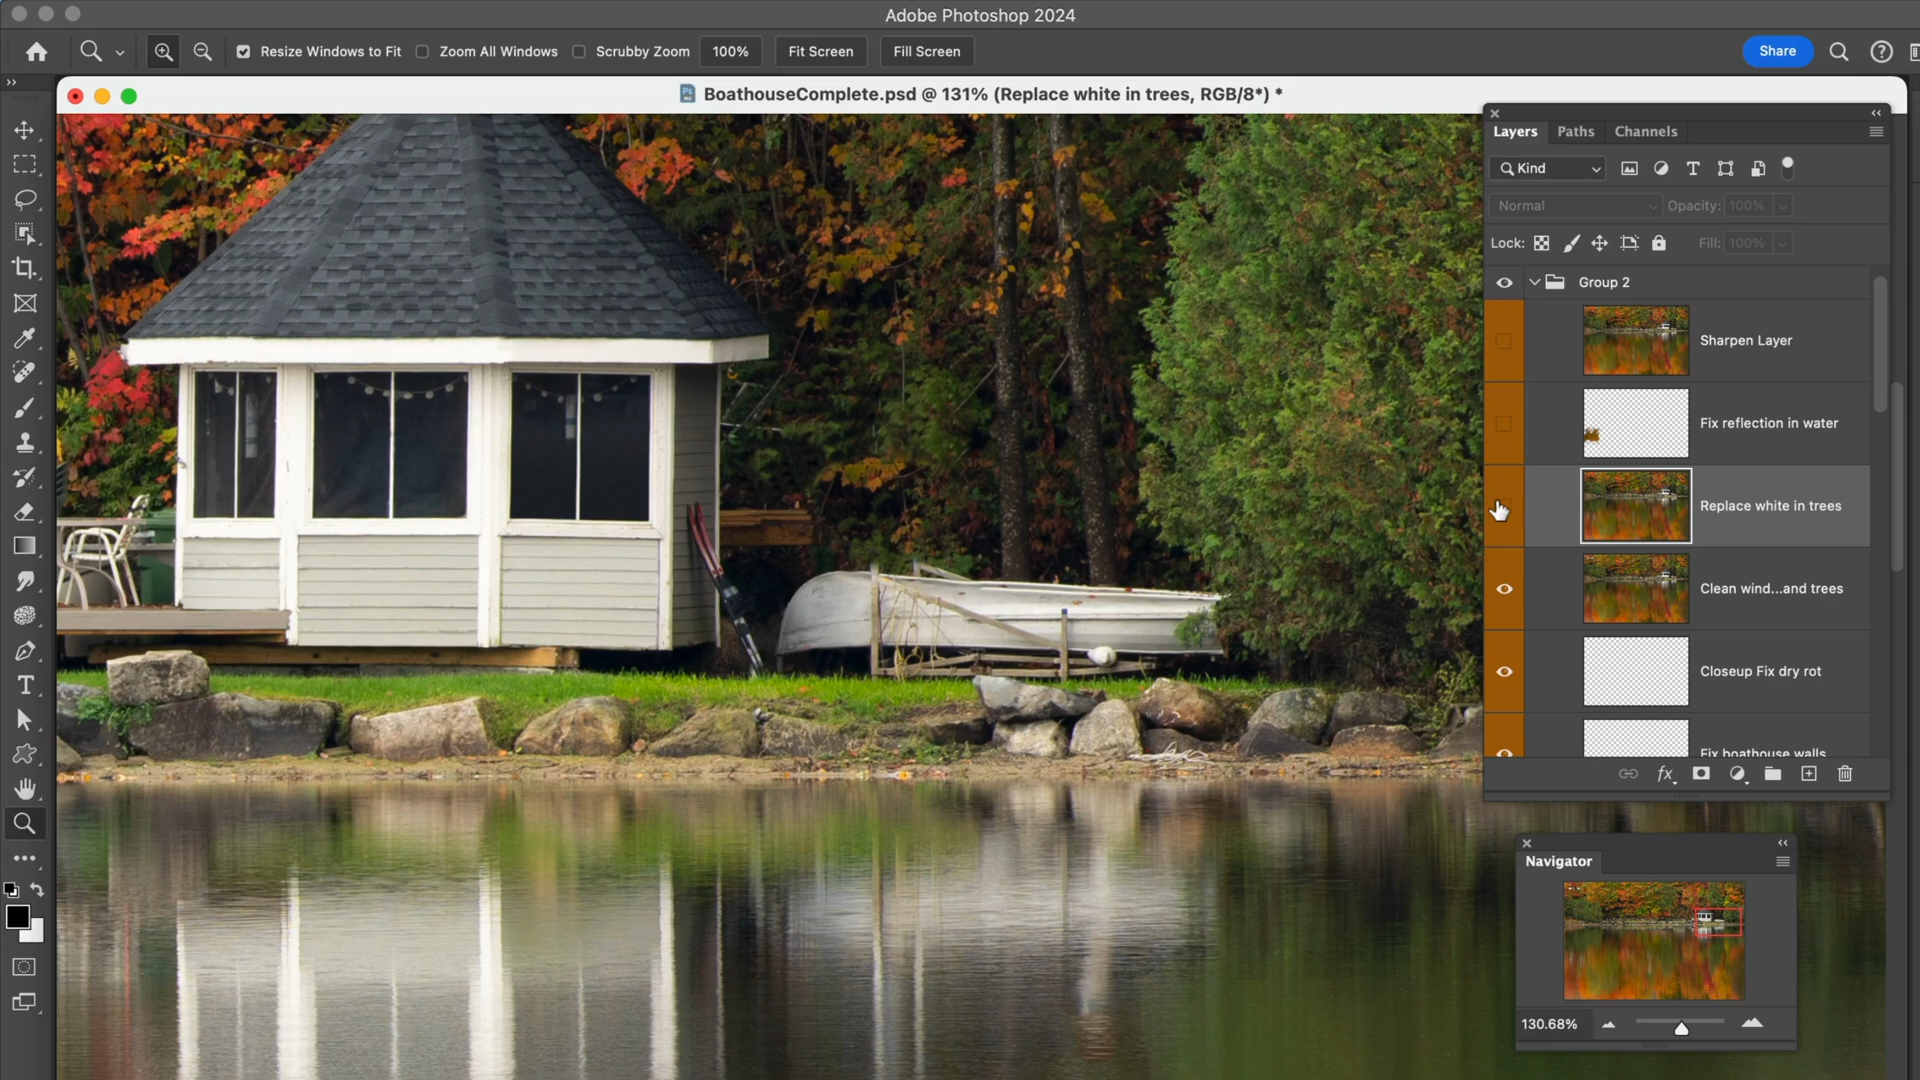 Adobe Photoshop 2024
Resize Windows to Fit
Zoom All Windows
Scrubby Zoom
100%
Fit Screen
Fill Screen
Share
BoathouseComplete.psd @ 131% (Replace white in trees, RGB/8*) *
Layers
Paths
Channels
Kind
Normal
Opacity: 100%
Lock:
Fill: 100%
Group 2
Sharpen Layer
Fix reflection in water
Replace white in trees
Clean wind...and trees
Closeup Fix dry rot
Fix boathouse walls
fx
Navigator
130.68%